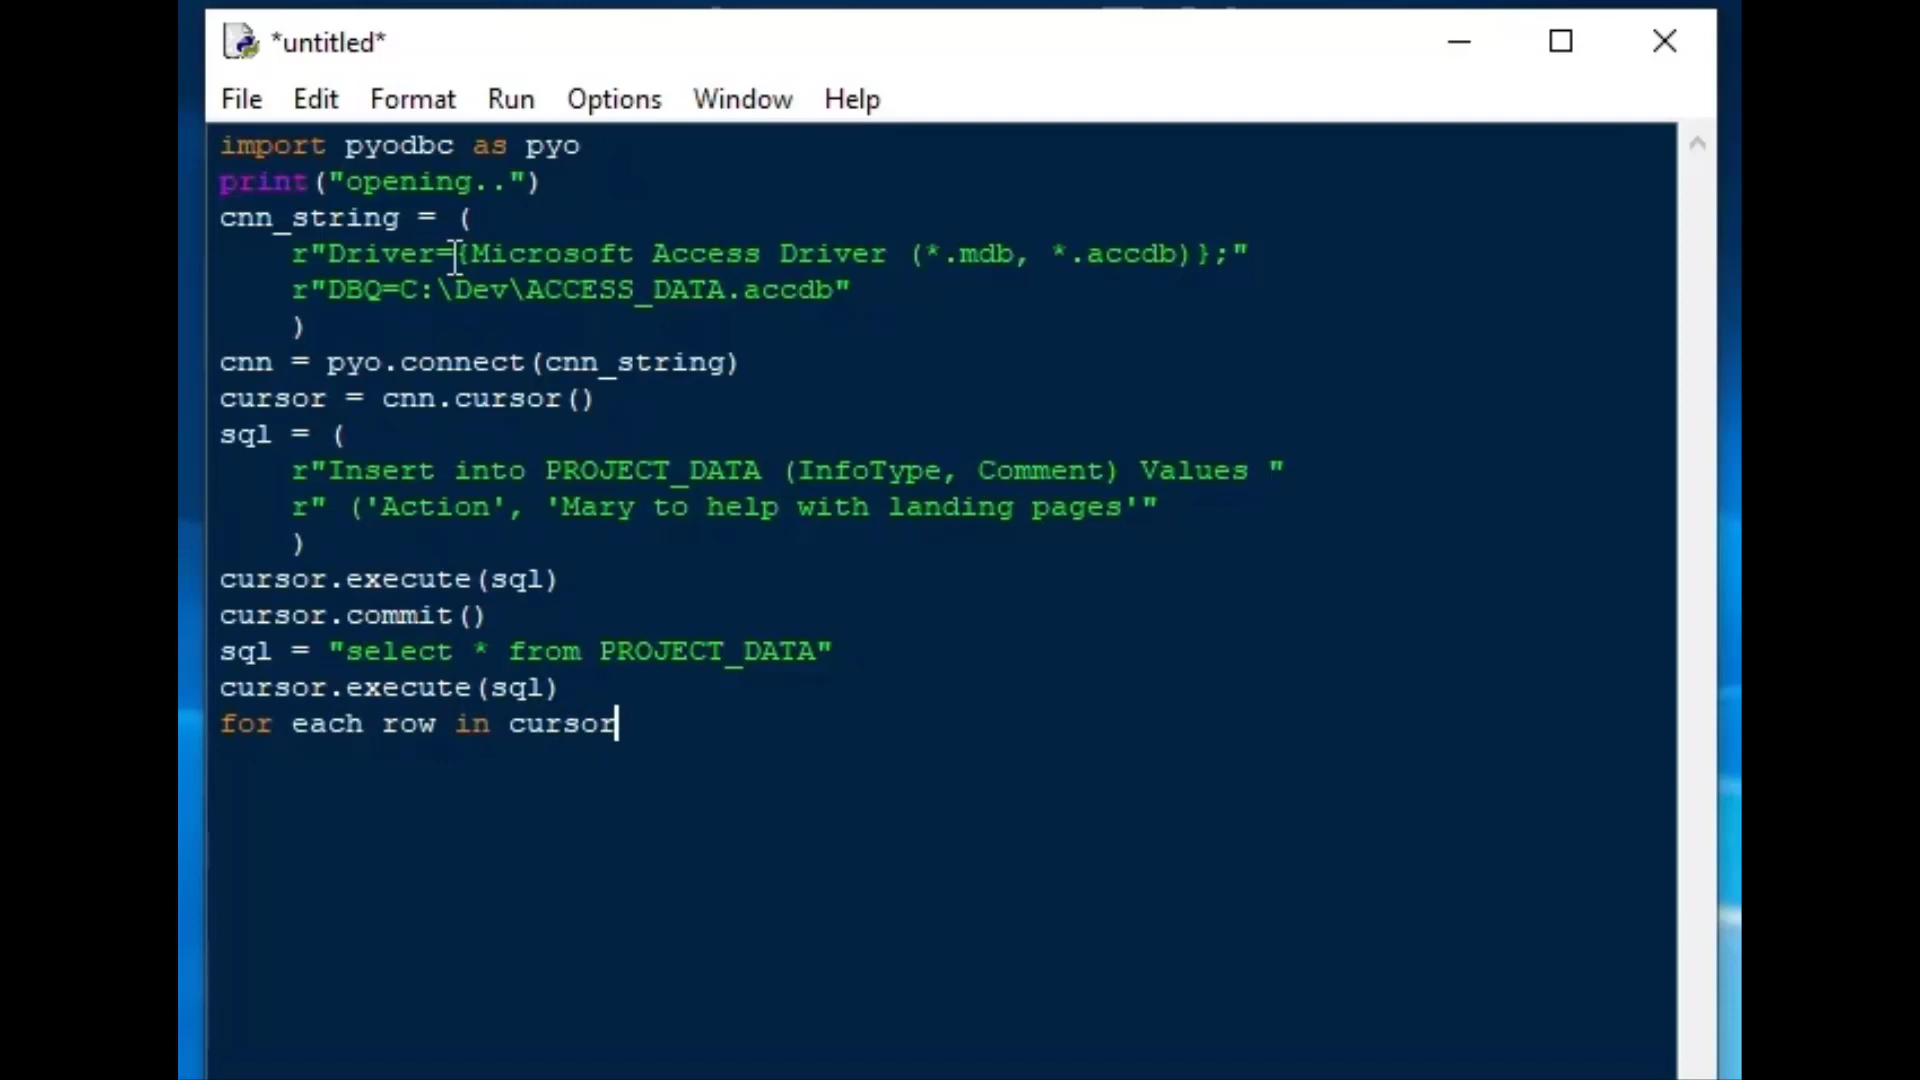 *untitled*
File Edit Format Run Options Window Help
import pyodbc as pyo
print("opening..")
cnn_string = (
    r"Driver={Microsoft Access Driver (*.mdb, *.accdb)};"
    r"DBQ=C:\Dev\ACCESS_DATA.accdb"
    )
cnn = pyo.connect(cnn_string)
cursor = cnn.cursor()
sql = (
    r"Insert into PROJECT_DATA (InfoType, Comment) Values "
    r" ('Action', 'Mary to help with landing pages'"
    )
cursor.execute(sql)
cursor.commit()
sql = "select * from PROJECT_DATA"
cursor.execute(sql)
for each row in cursor